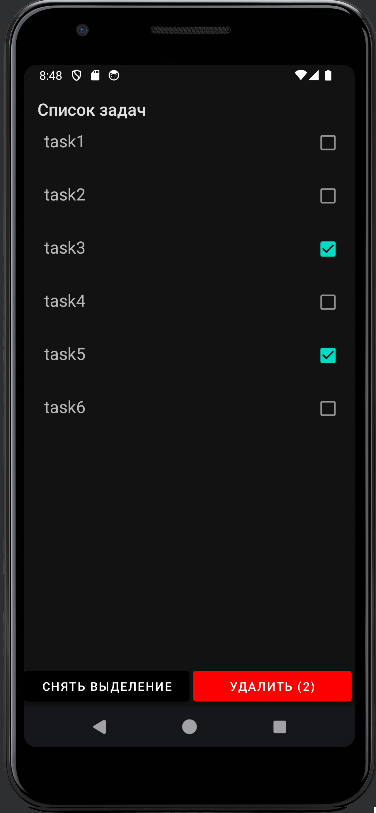 8:48
Список задач
task1
task2
task3
task4
task5
task6
СНЯТЬ ВЫДЕЛЕНИЕ
УДАЛИТЬ (2)